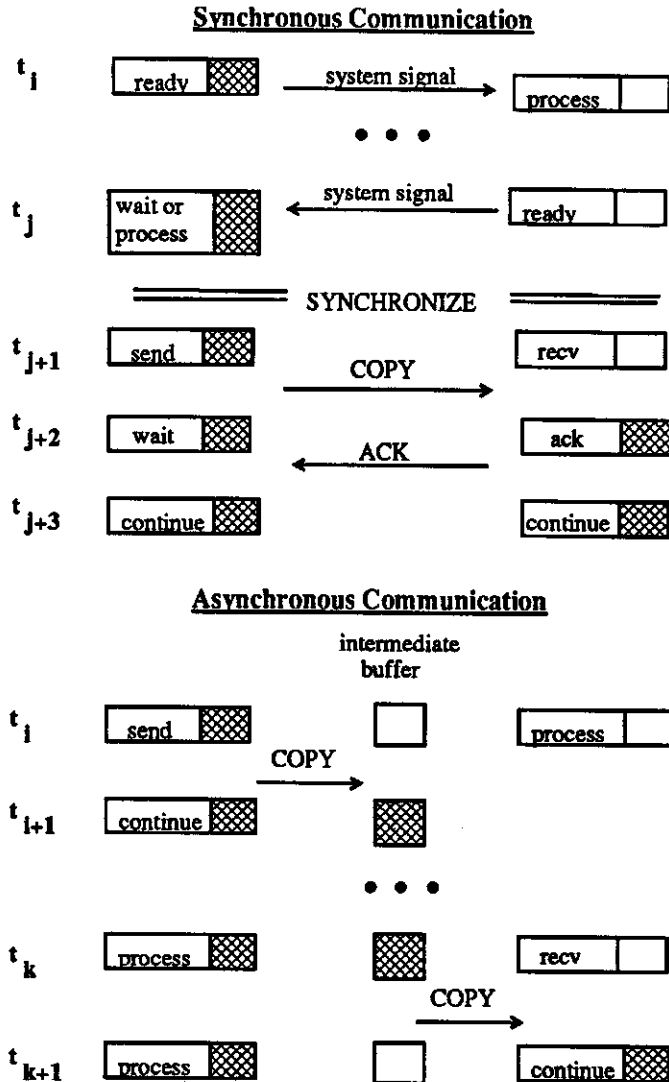 Synchronous Communication
t i ready system signal process
t j wait or process system signal ready
SYNCHRONIZE
t j+1 send COPY recv
t j+2 wait ACK ack
t j+3 continue continue
Asynchronous Communication
intermediate
buffer
t i send process
COPY
t i+1 continue
t k process recv
COPY
t k+1 process continue